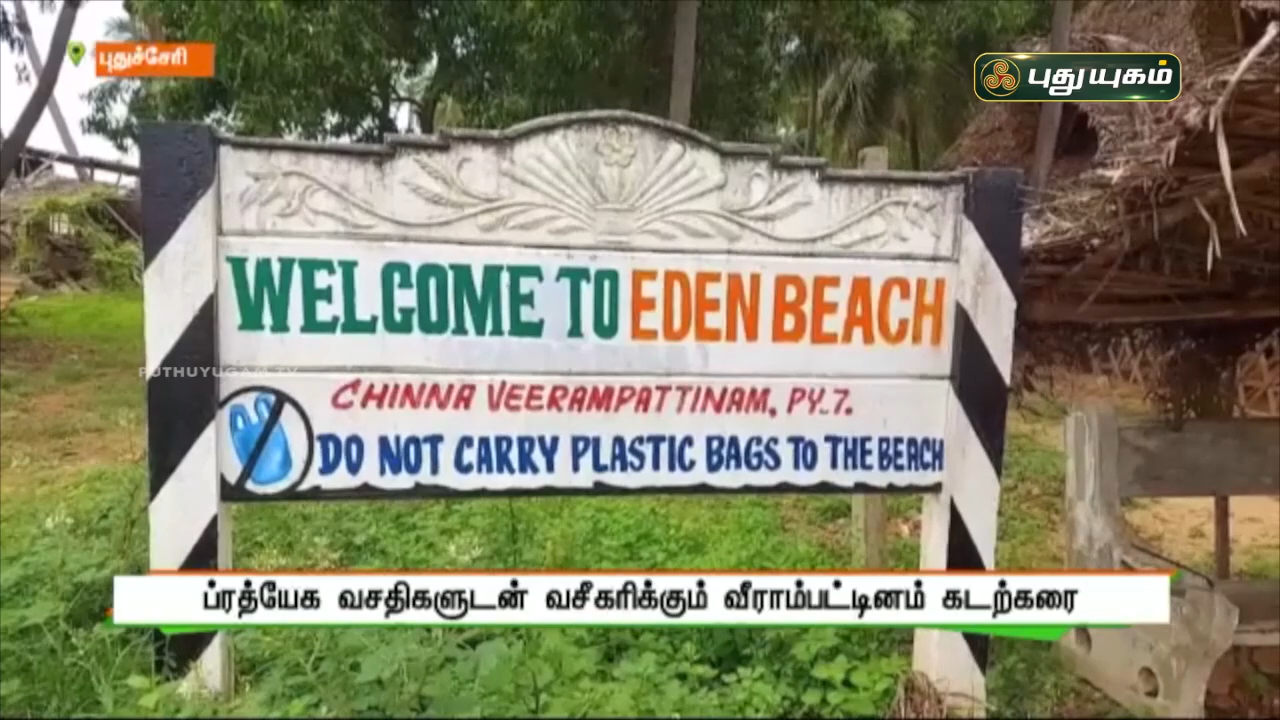 புதுச்சேரி
புதுயுகம்
WELCOME TO EDEN BEACH
PUTHUYUGAM TV
CHINNA VEERAMPATTINAM, PY-7.
DO NOT CARRY PLASTIC BAGS TO THE BEACH
ப்ரத்யேக வசதிகளுடன் வசீகரிக்கும் வீராம்பட்டினம் கடற்கரை